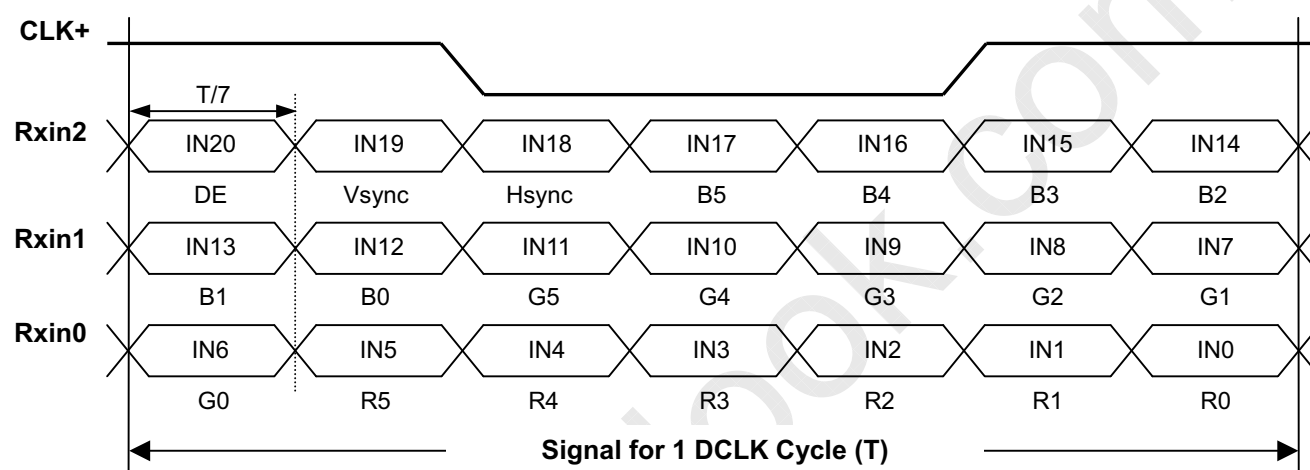 CLK+
T/7
Rxin2 IN20 IN19 IN18 IN17 IN16 IN15 IN14
DE Vsync Hsync B5 B4 B3 B2
Rxin1 IN13 IN12 IN11 IN10 IN9 IN8 IN7
B1 B0 G5 G4 G3 G2 G1
Rxin0 IN6 IN5 IN4 IN3 IN2 IN1 IN0
G0 R5 R4 R3 R2 R1 R0
Signal for 1 DCLK Cycle (T)